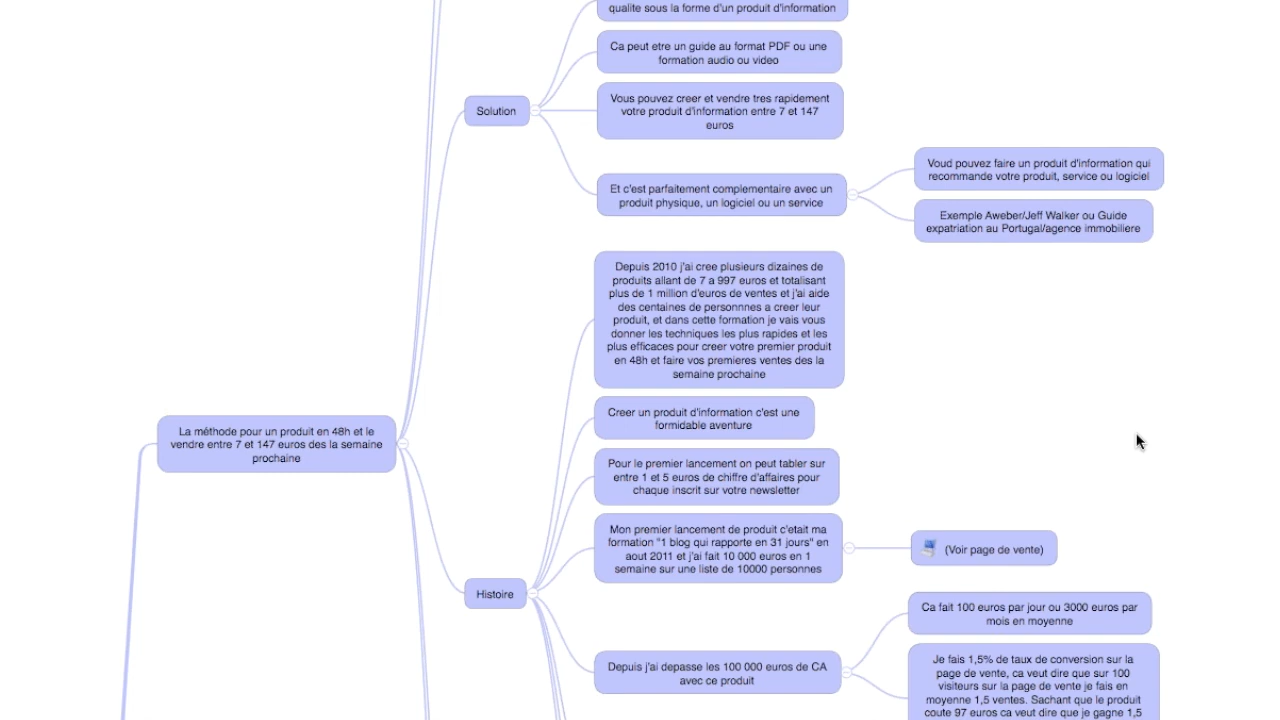 qualite sous la forme d'un produit d'information
Ca peut etre un guide au format PDF ou une
formation audio ou video
Solution
Vous pouvez creer et vendre tres rapidement
votre produit d'information entre 7 et 147
euros
Et c'est parfaitement complementaire avec un
produit physique, un logiciel ou un service
Voud pouvez faire un produit d'information qui
recommande votre produit, service ou logiciel
Exemple Aweber/Jeff Walker ou Guide
expatriation au Portugal/agence immobiliere
La méthode pour un produit en 48h et le
vendre entre 7 et 147 euros des la semaine
prochaine
Histoire
Depuis 2010 j'ai cree plusieurs dizaines de
produits allant de 7 a 997 euros et totalisant
plus de 1 million d'euros de ventes et j'ai aide
des centaines de personnnes a creer leur
produit, et dans cette formation je vais vous
donner les techniques les plus rapides et les
plus efficaces pour creer votre premier produit
en 48h et faire vos premieres ventes des la
semaine prochaine
Creer un produit d'information c'est une
formidable aventure
Pour le premier lancement on peut tabler sur
entre 1 et 5 euros de chiffre d'affaires pour
chaque inscrit sur votre newsletter
Mon premier lancement de produit c'etait ma
formation "1 blog qui rapporte en 31 jours" en
aout 2011 et j'ai fait 10 000 euros en 1
semaine sur une liste de 10000 personnes
(Voir page de vente)
Depuis j'ai depasse les 100 000 euros de CA
avec ce produit
Ca fait 100 euros par jour ou 3000 euros par
mois en moyenne
Je fais 1,5% de taux de conversion sur la
page de vente, ca veut dire que sur 100
visiteurs sur la page de vente je fais en
moyenne 1,5 ventes. Sachant que le produit
coute 97 euros ca veut dire que je gagne 1,5